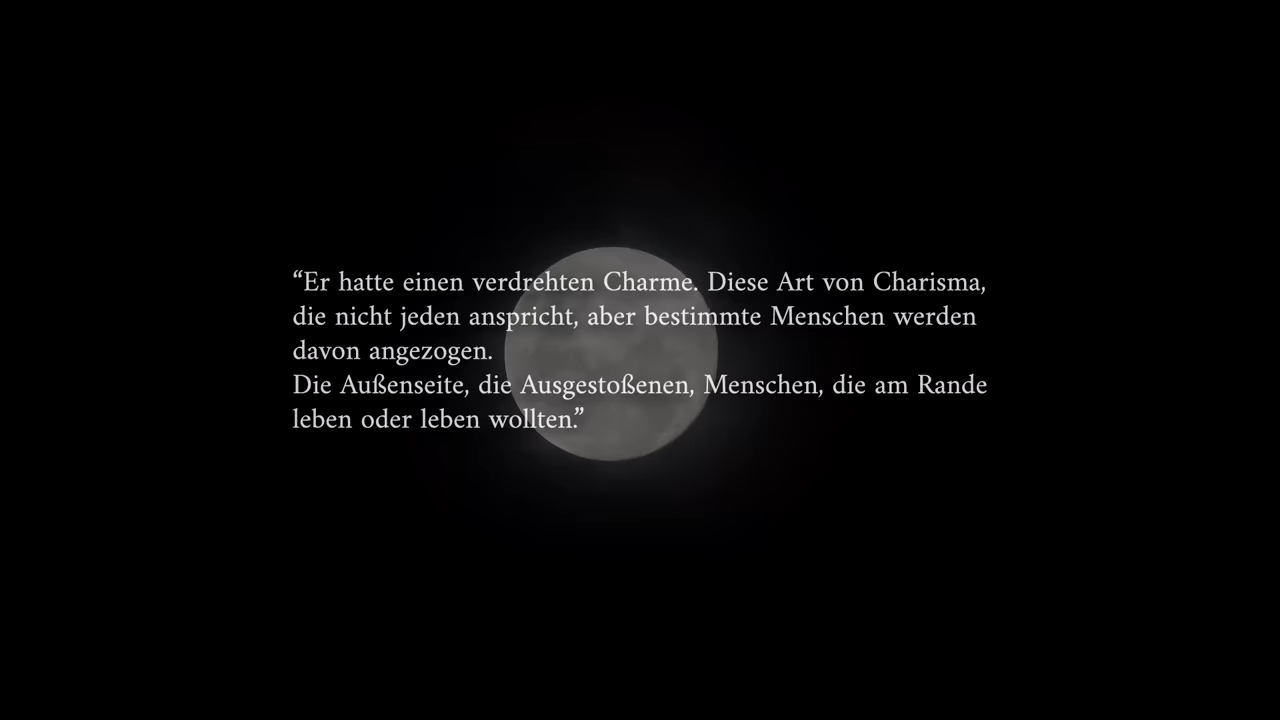 “Er hatte einen verdrehten Charme. Diese Art von Charisma,
die nicht jeden anspricht, aber bestimmte Menschen werden
davon angezogen.
Die Außenseite, die Ausgestoßenen, Menschen, die am Rande
leben oder leben wollten.”